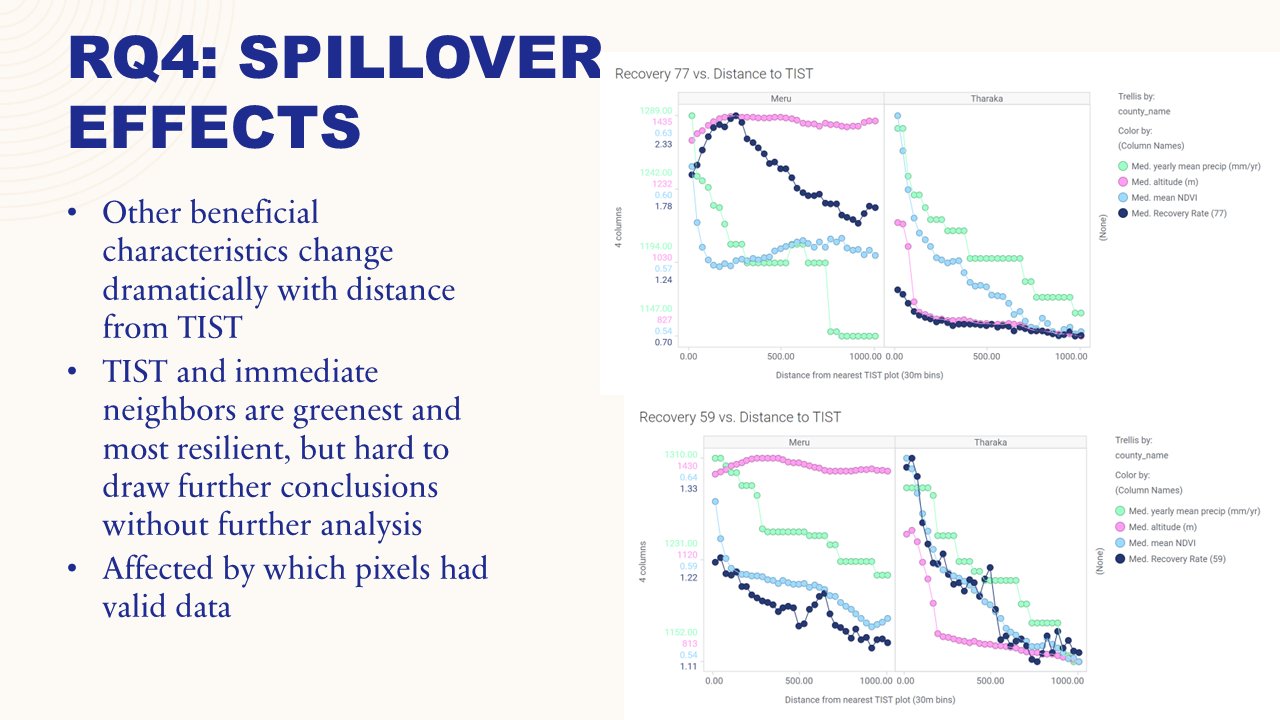 RQ4: SPILLOVER
EFFECTS
• Other beneficial
characteristics change
dramatically with distance
from TIST
• TIST and immediate
neighbors are greenest and
most resilient, but hard to
draw further conclusions
without further analysis
• Affected by which pixels had
valid data
Recovery 77 vs. Distance to TIST
Meru
Tharaka
1289.00
1435
0.63
2.33
1242.00
1232
0.60
1.78
1194.00
1030
0.57
1.24
1147.00
827
0.54
0.70
4 columns
(None)
0.00 500.00 1000.00 0.00 500.00 1000.00
Distance from nearest TIST plot (30m bins)
Trellis by:
county_name
Color by:
(Column Names)
Med. yearly mean precip (mm/yr)
Med. altitude (m)
Med. mean NDVI
Med. Recovery Rate (77)
Recovery 59 vs. Distance to TIST
Meru
Tharaka
1310.00
1430
0.64
1.33
1231.00
1120
0.59
1.22
1152.00
813
0.54
1.11
4 columns
(None)
0.00 500.00 1000.00 0.00 500.00 1000.00
Distance from nearest TIST plot (30m bins)
Trellis by:
county_name
Color by:
(Column Names)
Med. yearly mean precip (mm/yr)
Med. altitude (m)
Med. mean NDVI
Med. Recovery Rate (59)